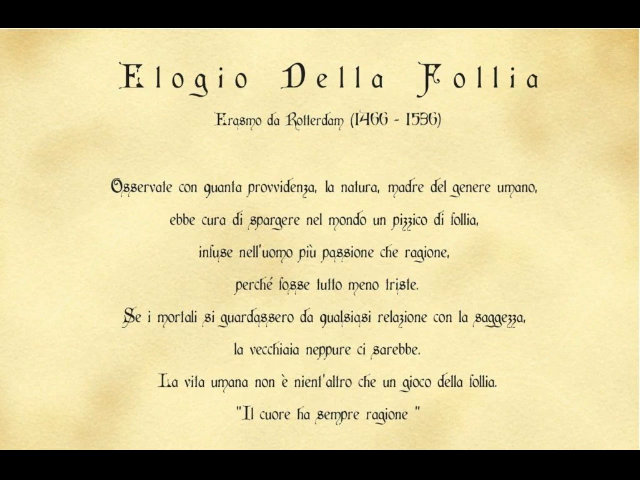 Elogio Della Follia
Erasmo da Rotterdam (1466 - 1536)
Osservate con quanta provvidenza, la natura, madre del genere umano,
ebbe cura di spargere nel mondo un pizzico di follia,
infuse nell'uomo più passione che ragione,
perché fosse tutto meno triste.
Se i mortali si guardassero da qualsiasi relazione con la saggezza,
la vecchiaia neppure ci sarebbe.
La vita umana non è nient'altro che un gioco della follia.
"Il cuore ha sempre ragione "